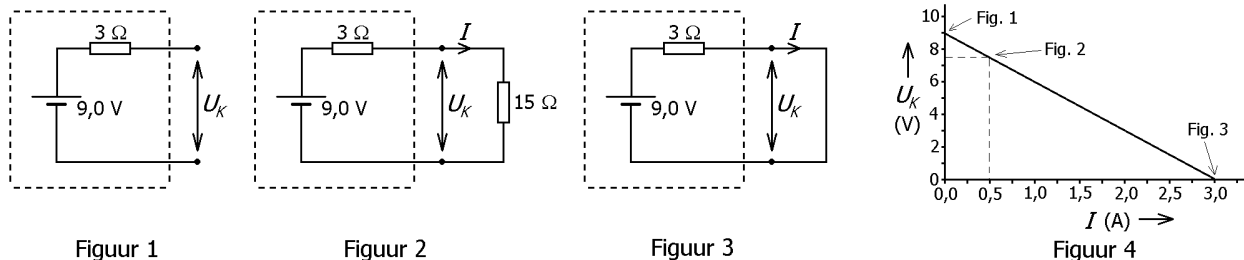 3 Ω
9,0 V
U_K
Figuur 1
3 Ω
I
9,0 V
U_K
15 Ω
Figuur 2
3 Ω
I
9,0 V
U_K
Figuur 3
10
8
6
4
2
0
U_K
(V)
Fig. 1
Fig. 2
Fig. 3
0,0 0,5 1,0 1,5 2,0 2,5 3,0
I (A)
Figuur 4